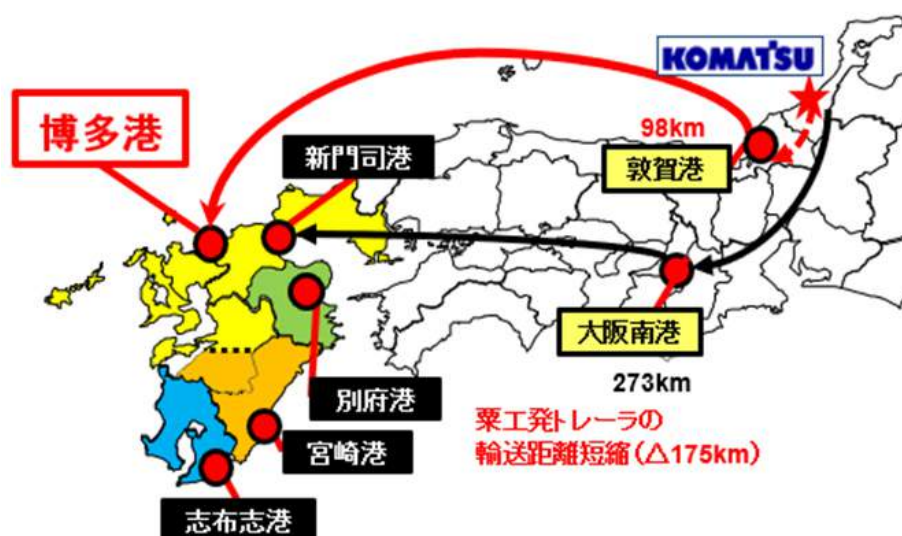 KOMATSU
98km
博多港
新門司港
敦賀港
大阪南港
273km
別府港
粟工発トレーラの
宮崎港
輸送距離短縮(△175km)
志布志港